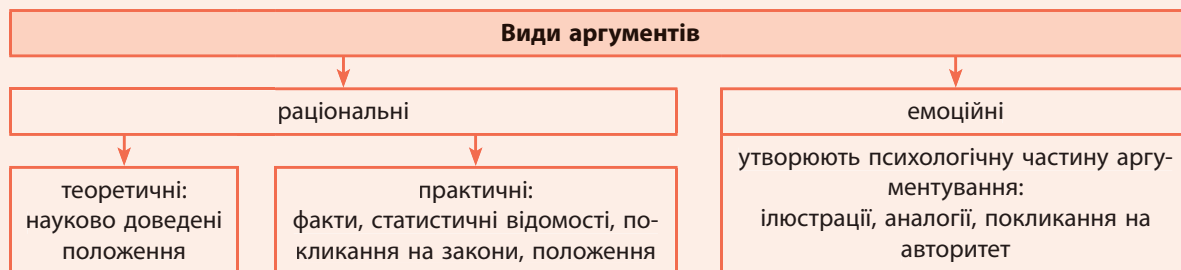 Види аргументів
раціональні
емоційні
утворюють психологічну частину аргу-
ментування:
ілюстрації, аналогії, покликання на
авторитет
теоретичні:
науково доведені
положення
практичні:
факти, статистичні відомості, по-
кликання на закони, положення